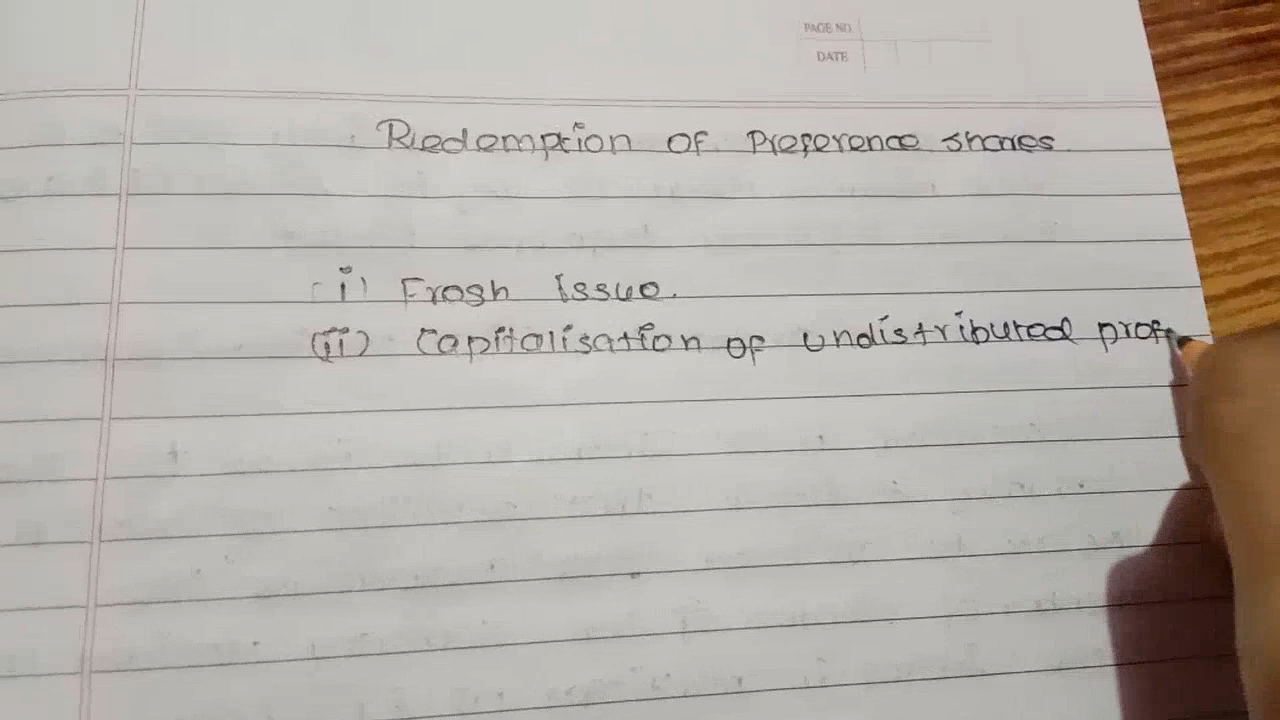 PAGE NO
DATE
Redemption of Preference shares
(i) Fresh issue.
(ii) Capitalisation of undistributed prof